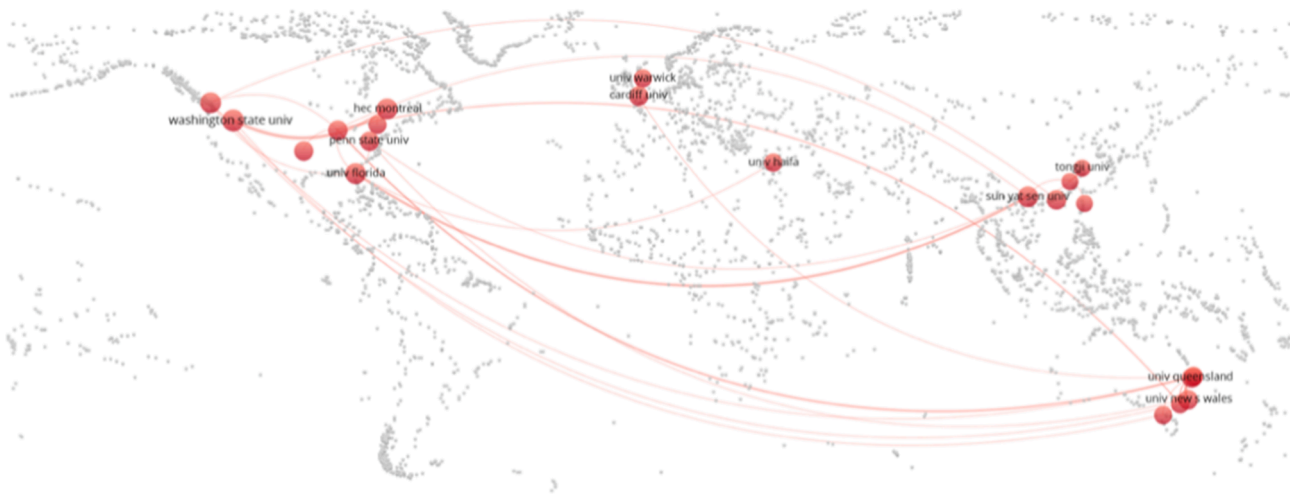 univ warwick
cardiff univ
hec montreal
washington state univ
penn state univ
univ haifa
tongji univ
univ florida
sun yat sen univ
univ queensland
univ new s wales